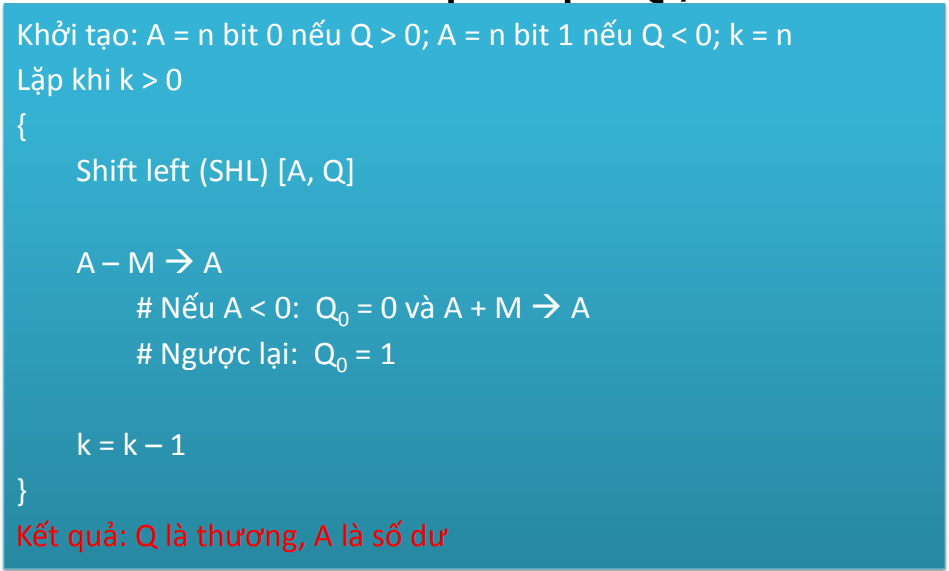 Khởi tạo: A = n bit 0 nếu Q > 0; A = n bit 1 nếu Q < 0; k = n
Lặp khi k > 0
{
Shift left (SHL) [A, Q]
A – M → A
# Nếu A < 0: Q₀ = 0 và A + M → A
# Ngược lại: Q₀ = 1
k = k – 1
}
Kết quả: Q là thương, A là số dư